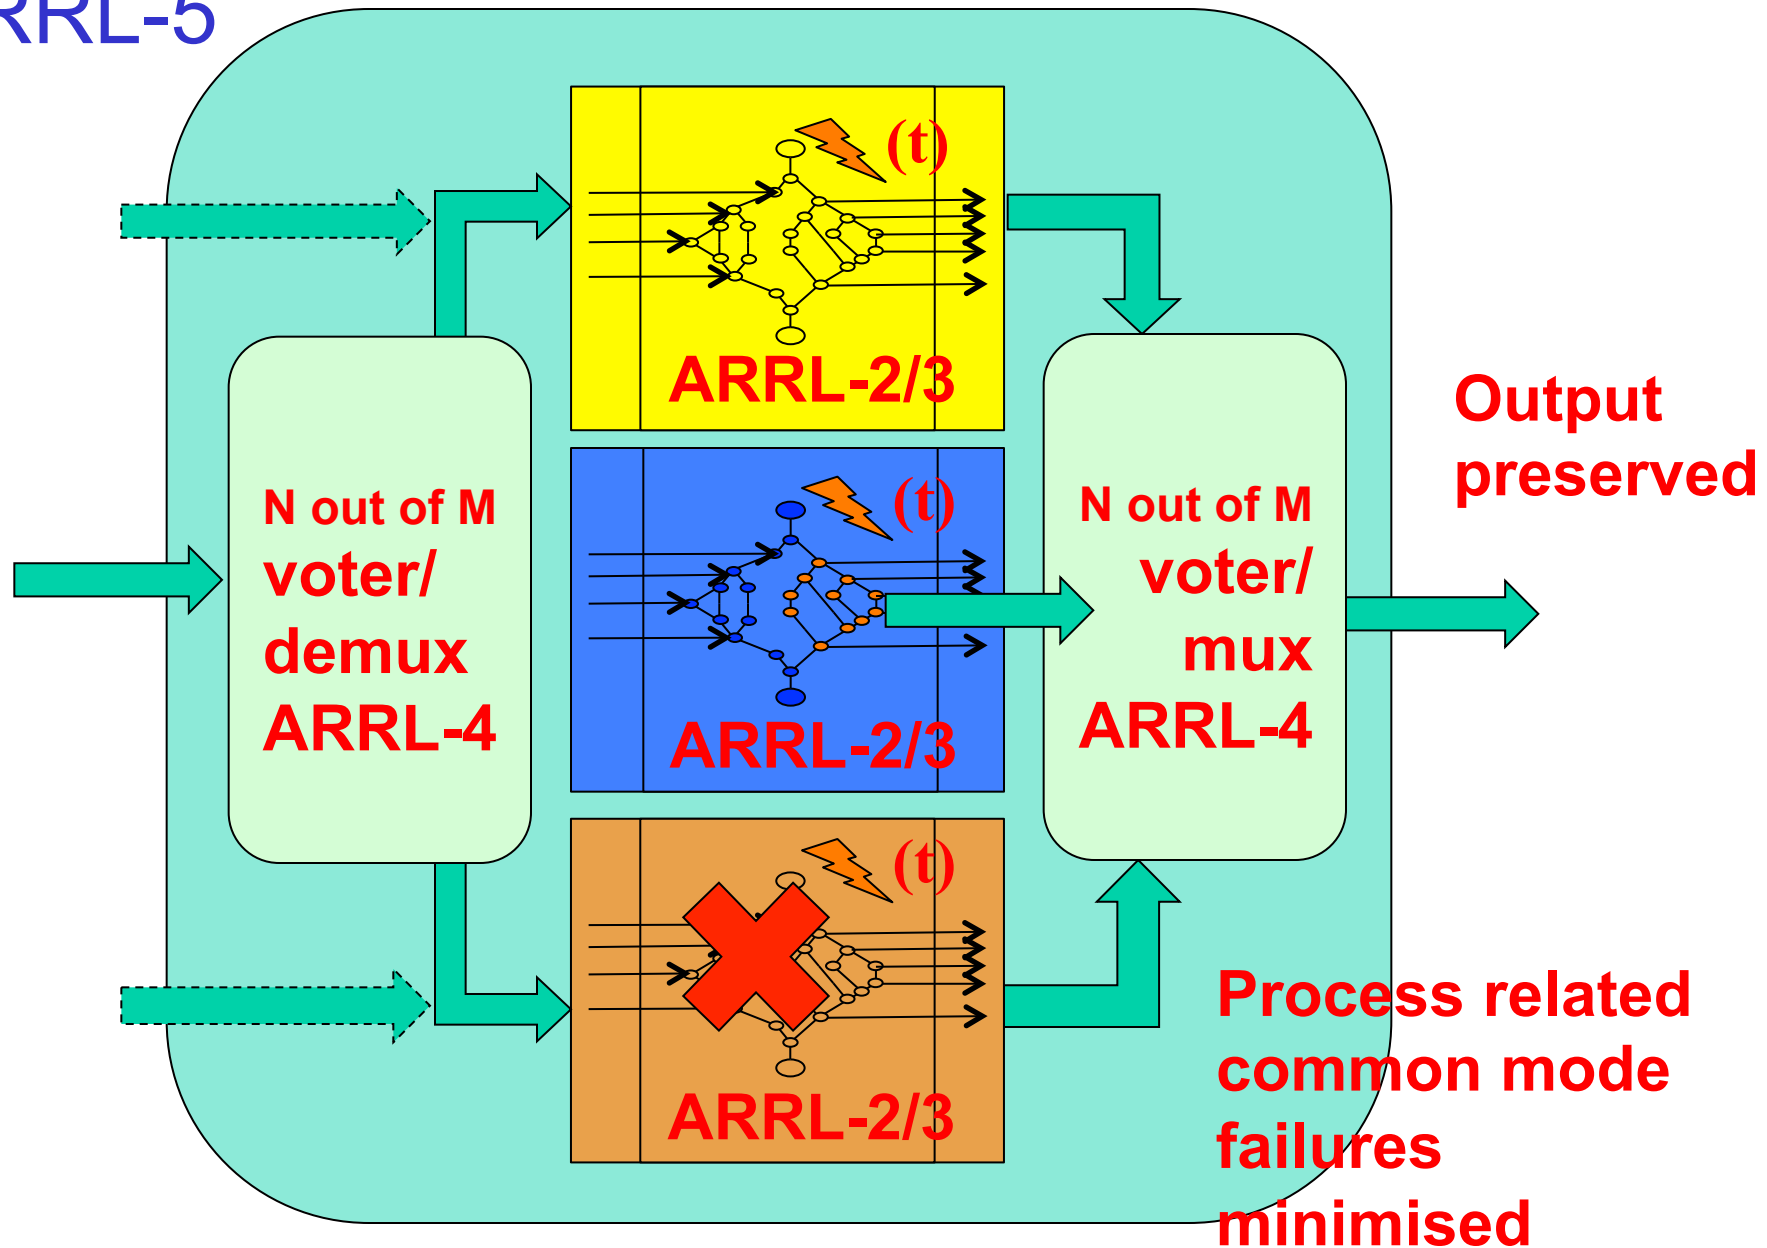 RRL-5
(t)
ARRL-2/3
N out of M
voter/
demux
ARRL-4
(t)
ARRL-2/3
N out of M
voter/
mux
ARRL-4
Output
preserved
(t)
ARRL-2/3
Process related
common mode
failures
minimised